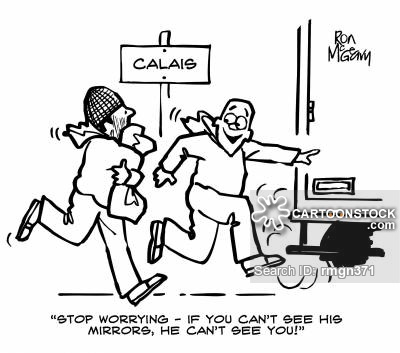 Ron
McGeary
CALAIS
CARTOONSTOCK
.com
Search ID: rmgn371
"STOP WORRYING – IF YOU CAN'T SEE HIS
MIRRORS, HE CAN'T SEE YOU!"